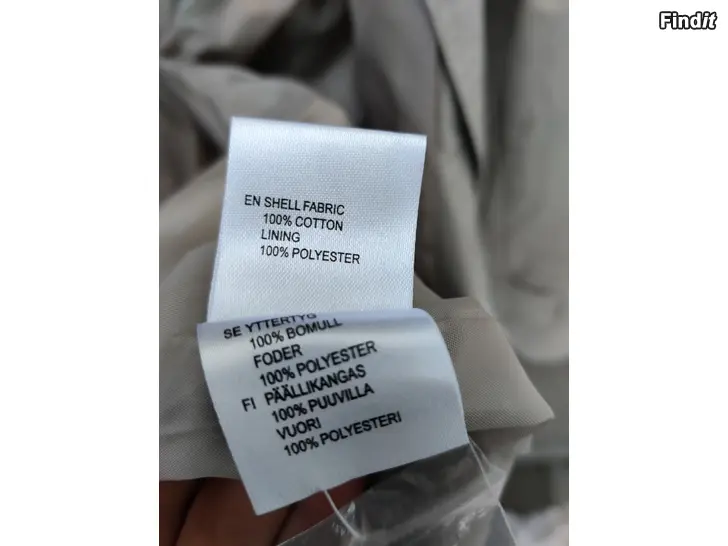 Findit
EN SHELL FABRIC
100% COTTON
LINING
100% POLYESTER
SE YTTERTYG
100% BOMULL
FODER
100% POLYESTER
FI PÄÄLLIKANGAS
100% PUUVILLA
VUORI
100% POLYESTERI